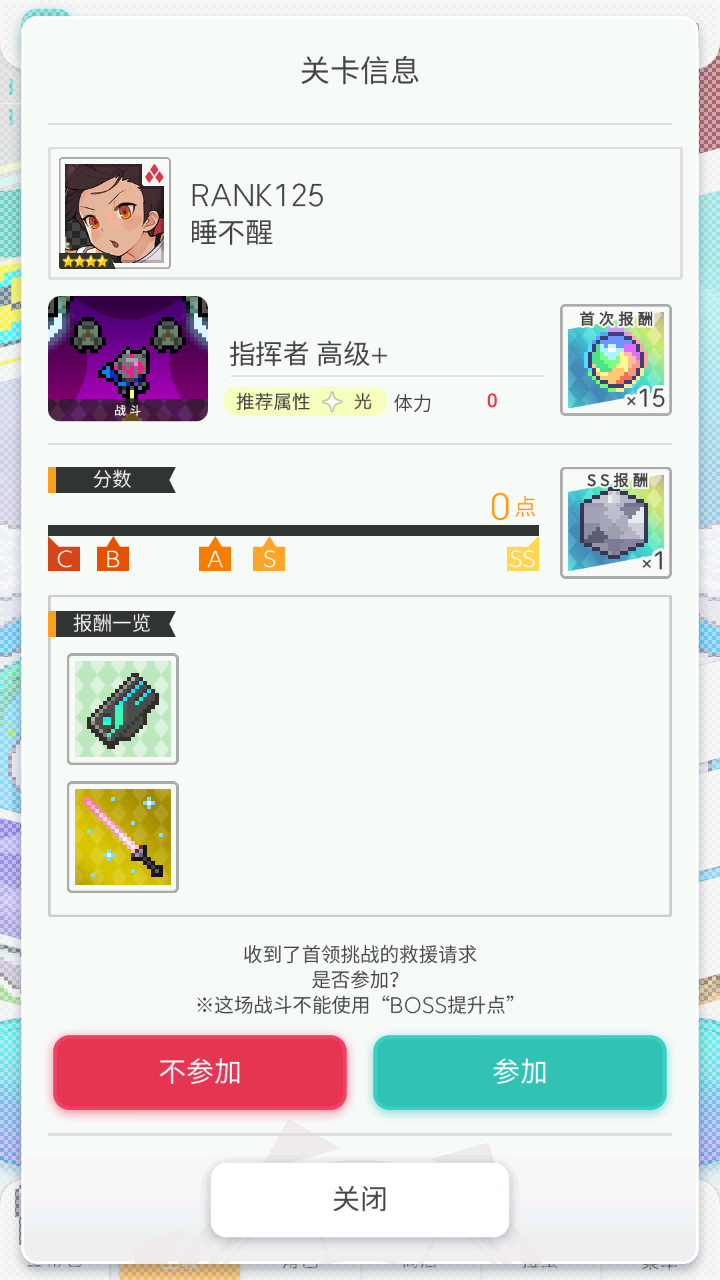 关卡信息
RANK125
睡不醒
首次报酬
×15
指挥者 高级+
推荐属性 光 体力 0
战斗
分数
0点
C B A S SS
SS报酬
×1
报酬一览
收到了首领挑战的救援请求
是否参加?
※这场战斗不能使用“BOSS提升点”
不参加 参加
关闭